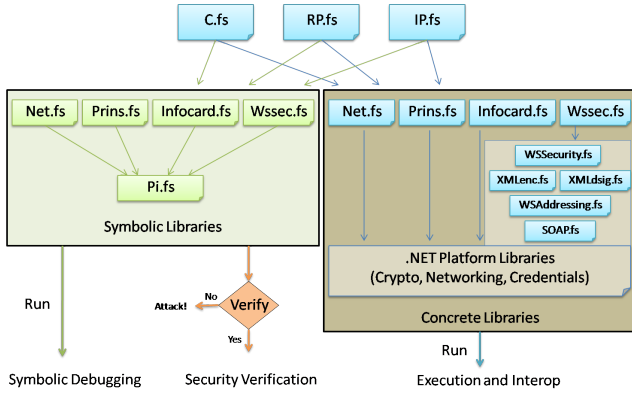 C.fs
RP.fs
IP.fs
Net.fs
Prins.fs
Infocard.fs
Wssec.fs
Pi.fs
Symbolic Libraries
Net.fs
Prins.fs
Infocard.fs
Wssec.fs
WSSecurity.fs
XMLenc.fs
XMLdsig.fs
WSAddressing.fs
SOAP.fs
.NET Platform Libraries
(Crypto, Networking, Credentials)
Concrete Libraries
Run
Attack!
No
Verify
Yes
Run
Symbolic Debugging
Security Verification
Execution and Interop